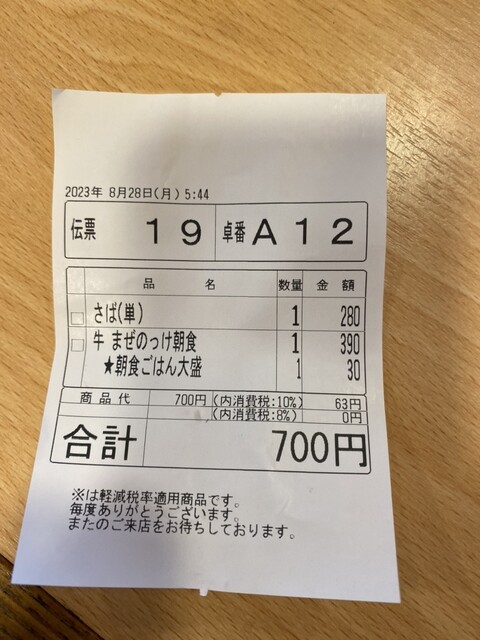 2023年 8月28日(月) 5:44
伝票 19 卓番 A12
品 名 数量 金 額
さば(単) 1 280
牛 まぜのっけ朝食 1 390
★朝食ごはん大盛 1 30
商品代 700円 (内消費税:10%) 63円
(内消費税:8%) 0円
合計 700円
※は軽減税率適用商品です。
毎度ありがとうございます。
またのご来店をお待ちしております。